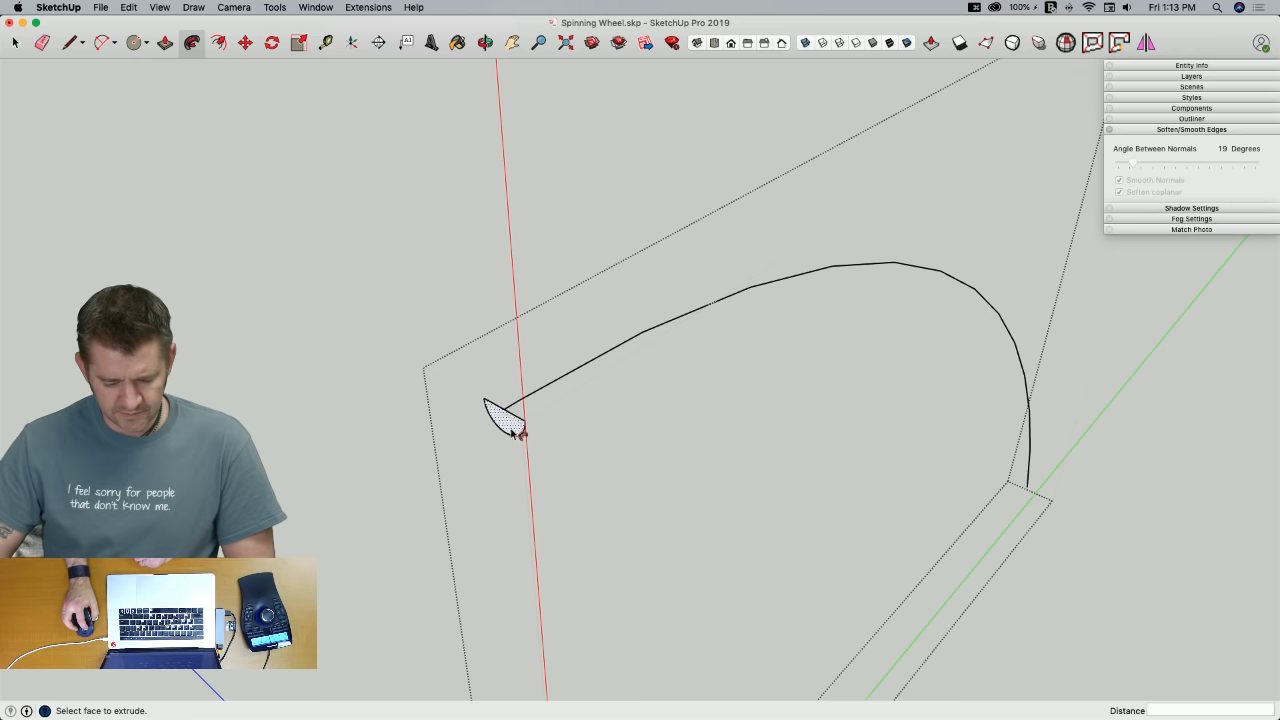 SketchUp File Edit View Draw Camera Tools Window Extensions Help 100% Fri 1:13 PM
Spinning Wheel.skp - SketchUp Pro 2019
A1
Entity Info
Layers
Scenes
Styles
Components
Outliner
Soften/Smooth Edges
Angle Between Normals 19 Degrees
Smooth Normals
Soften coplanar
Shadow Settings
Fog Settings
Match Photo
I feel sorry for people
that don't know me.
Select face to extrude.
Distance